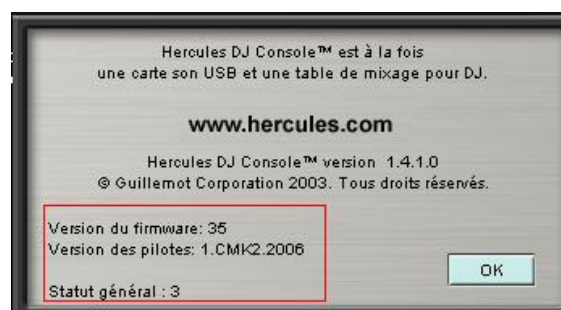 Hercules DJ Console™ est à la fois
une carte son USB et une table de mixage pour DJ.
www.hercules.com
Hercules DJ Console™ version 1.4.1.0
© Guillemot Corporation 2003. Tous droits réservés.
Version du firmware: 35
Version des pilotes: 1.CMK2.2006
OK
Statut général : 3